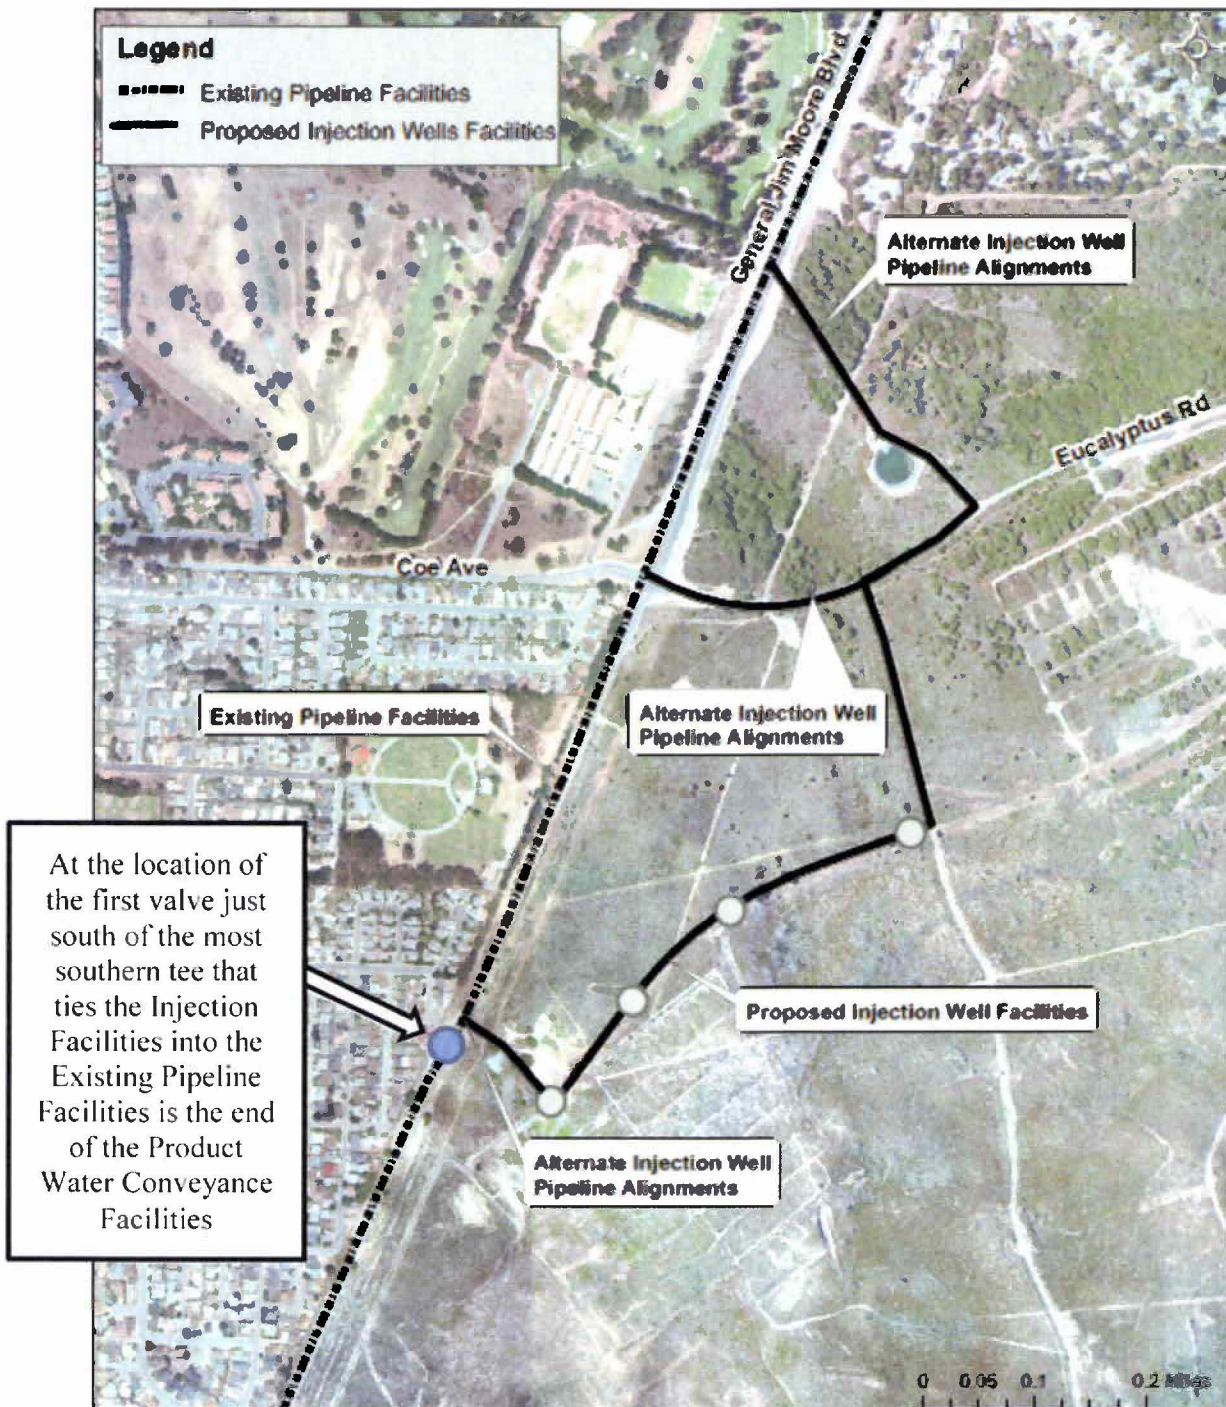 Legend
Existing Pipeline Facilities
Proposed Injection Wells Facilities
General Jim Moore Blvd
Alternate Injection Well
Pipeline Alignments
Eucalyptus Rd
Coe Ave
Existing Pipeline Facilities
Alternate Injection Well
Pipeline Alignments
At the location of
the first valve just
south of the most
southern tee that
ties the Injection
Facilities into the
Existing Pipeline
Facilities is the end
of the Product
Water Conveyance
Facilities
Proposed Injection Well Facilities
Alternate Injection Well
Pipeline Alignments
0 0.05 0.1 0.2 Miles